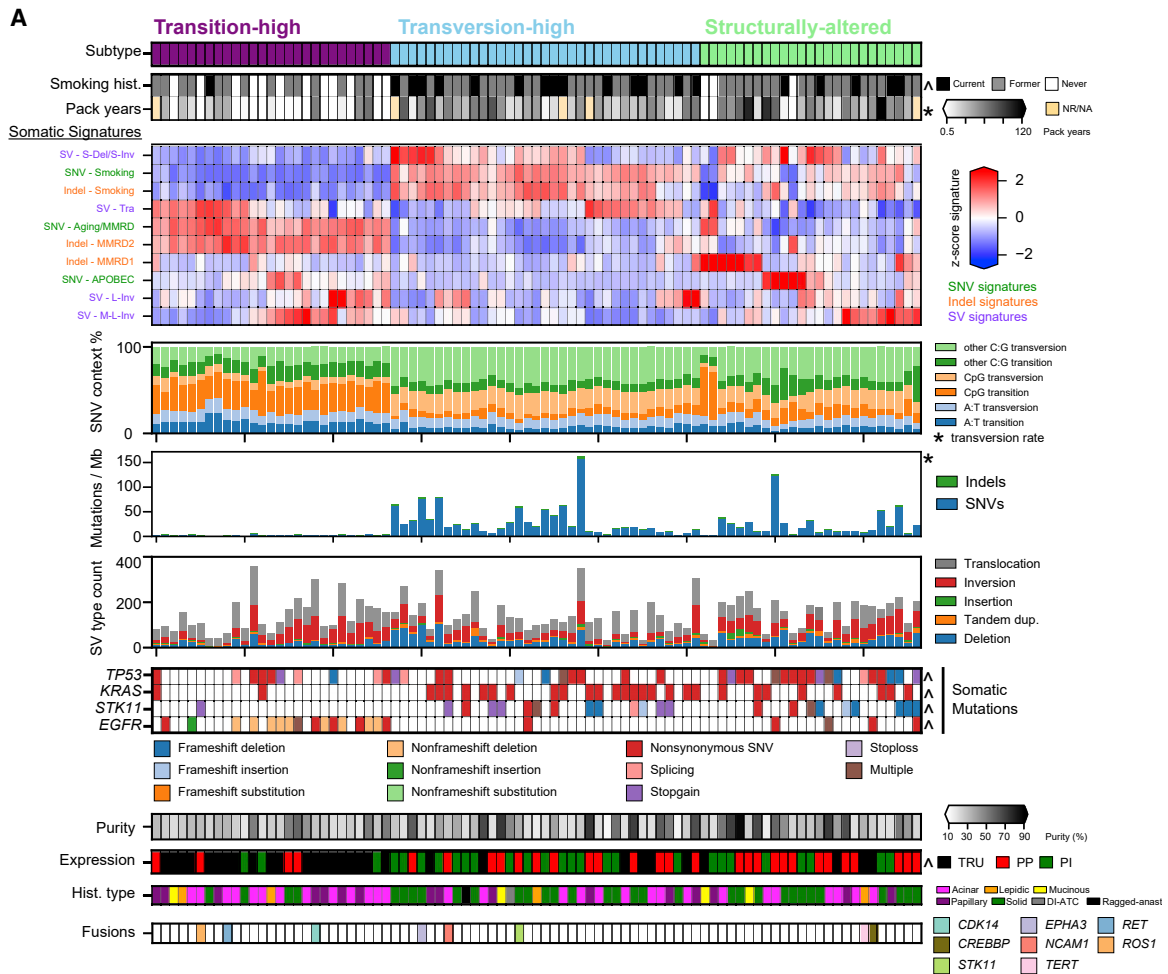 A
Transition-high Transversion-high Structurally-altered
Subtype
Smoking hist. ^ Current Former Never
Pack years * NR/NA
0.5 120 Pack years
Somatic Signatures
SV - S-Del/S-Inv
SNV - Smoking
Indel - Smoking
SV - Tra
SNV - Aging/MMRD
Indel - MMRD2
Indel - MMRD1
SNV - APOBEC
SV - L-Inv
SV - M-L-Inv
z-score signature
2
0
−2
SNV signatures
Indel signatures
SV signatures
SNV context %
100
0
other C:G transversion
other C:G transition
CpG transversion
CpG transition
A:T transversion
A:T transition
* transversion rate
Mutations / Mb
150
100
50
0
*
Indels
SNVs
SV type count
400
200
0
Translocation
Inversion
Insertion
Tandem dup.
Deletion
TP53 ^
KRAS ^
STK11 ^
EGFR ^
Somatic
Mutations
Frameshift deletion Nonframeshift deletion Nonsynonymous SNV Stoploss
Frameshift insertion Nonframeshift insertion Splicing Multiple
Frameshift substitution Nonframeshift substitution Stopgain
Purity
10 30 50 70 90 Purity (%)
Expression ^ TRU PP PI
Hist. type
Acinar Lepidic Mucinous
Papillary Solid DI-ATC Ragged-anast
Fusions
CDK14 EPHA3 RET
CREBBP NCAM1 ROS1
STK11 TERT